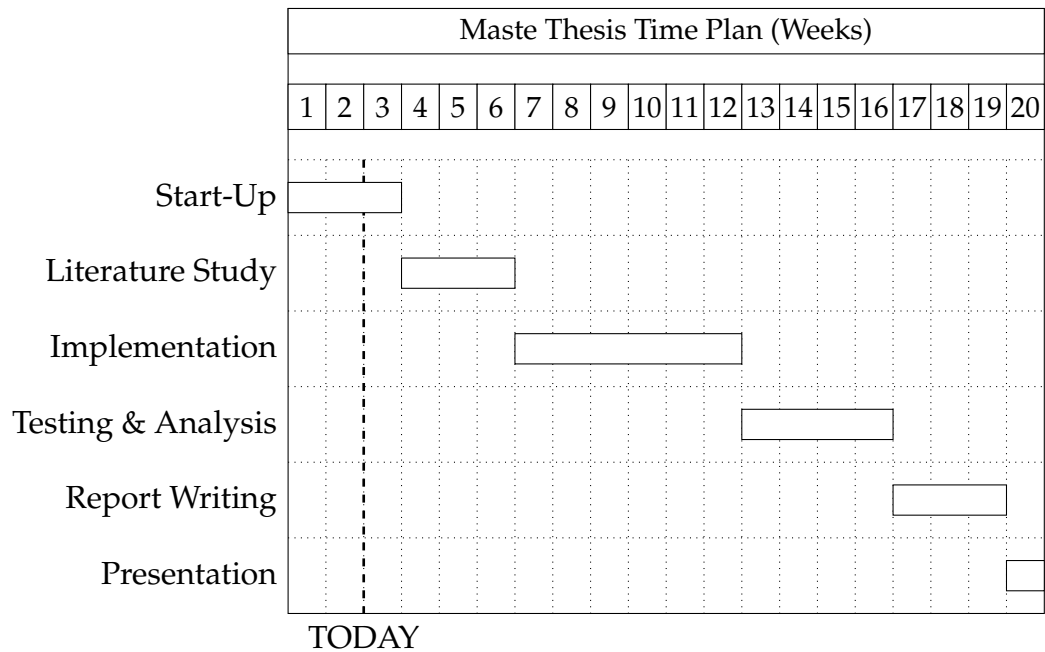 Maste Thesis Time Plan (Weeks)
1 2 3 4 5 6 7 8 9 10 11 12 13 14 15 16 17 18 19 20
Start-Up
Literature Study
Implementation
Testing & Analysis
Report Writing
Presentation
TODAY